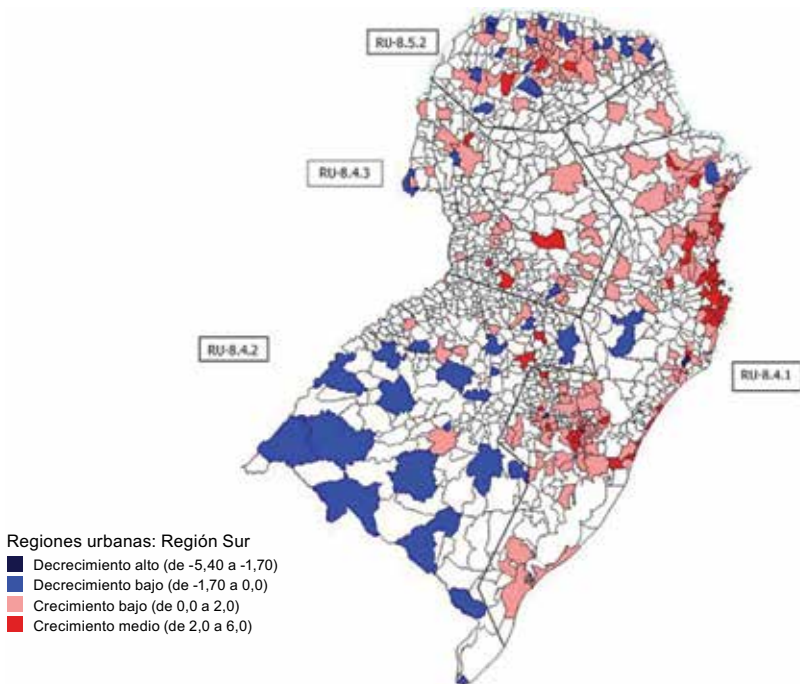 RU-8.5.2
RU-8.4.3
RU-8.4.2
RU-8.4.1
Regiones urbanas: Región Sur
Decrecimiento alto (de -5,40 a -1,70)
Decrecimiento bajo (de -1,70 a 0,0)
Crecimiento bajo (de 0,0 a 2,0)
Crecimiento medio (de 2,0 a 6,0)